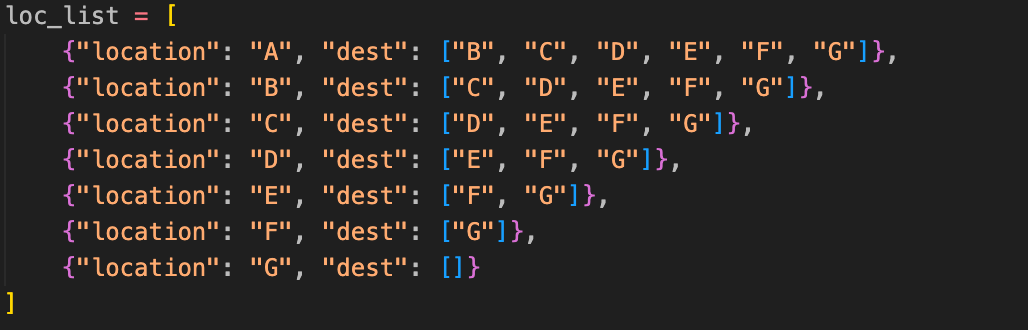 loc_list = [
    {"location": "A", "dest": ["B", "C", "D", "E", "F", "G"]},
    {"location": "B", "dest": ["C", "D", "E", "F", "G"]},
    {"location": "C", "dest": ["D", "E", "F", "G"]},
    {"location": "D", "dest": ["E", "F", "G"]},
    {"location": "E", "dest": ["F", "G"]},
    {"location": "F", "dest": ["G"]},
    {"location": "G", "dest": []}
]